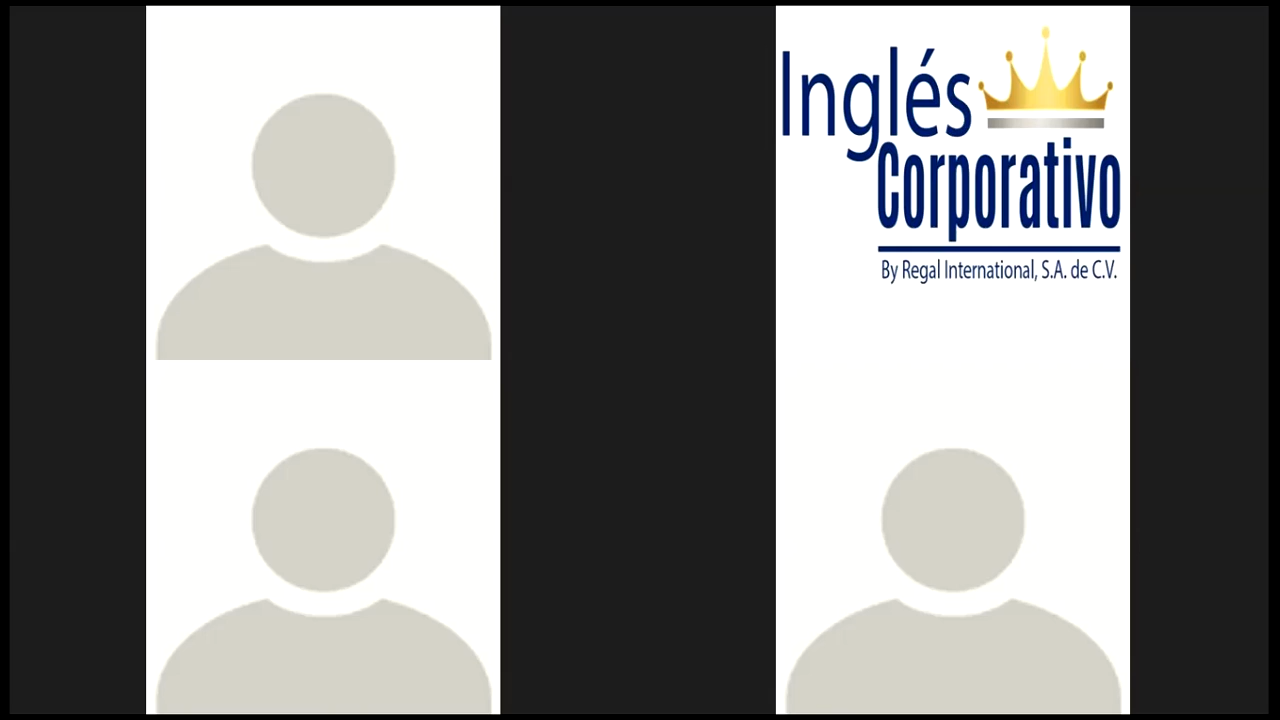 Inglés
Corporativo
By Regal International, S.A. de C.V.